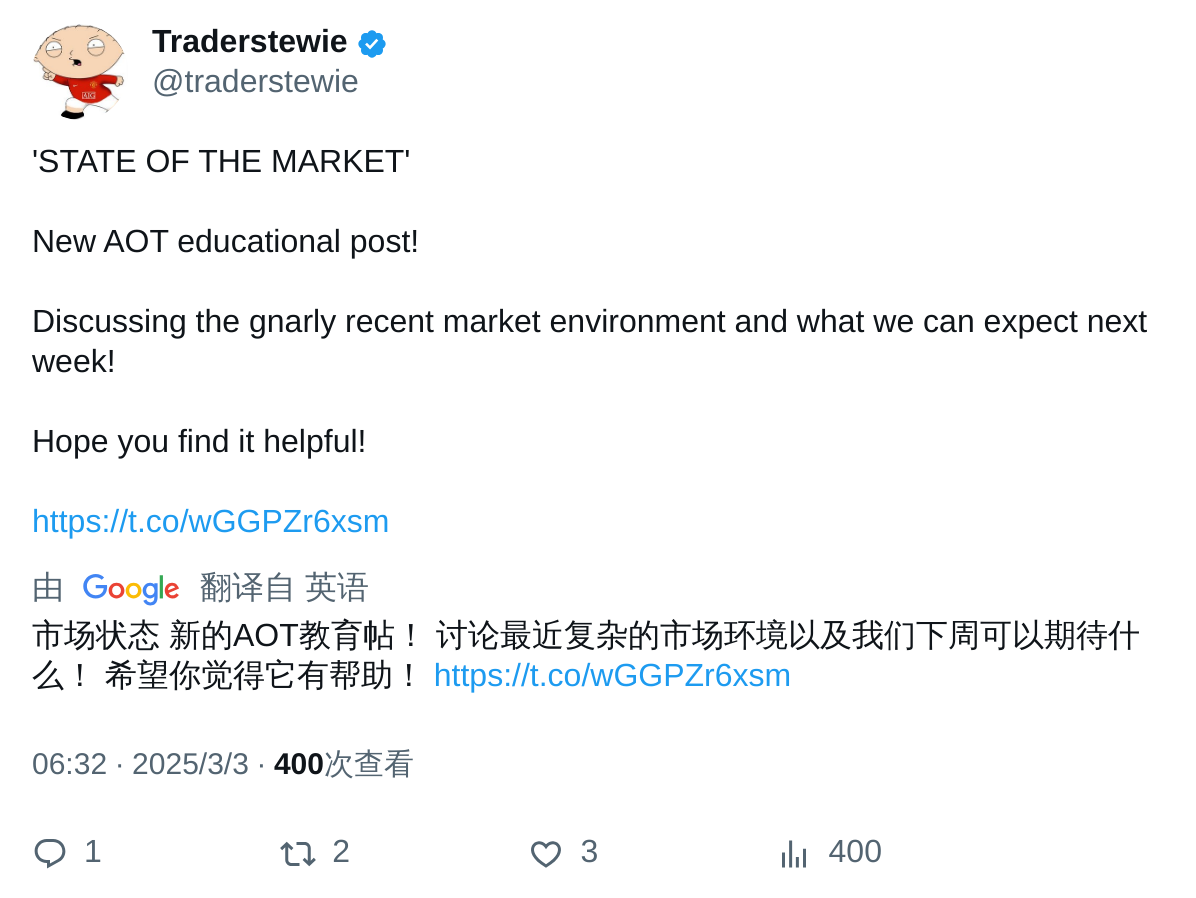 Traderstewie
@traderstewie
AIG
'STATE OF THE MARKET'
New AOT educational post!
Discussing the gnarly recent market environment and what we can expect next
week!
Hope you find it helpful!
https://t.co/wGGPZr6xsm
由 Google 翻译自 英语
市场状态 新的AOT教育帖！ 讨论最近复杂的市场环境以及我们下周可以期待什
么！ 希望你觉得它有帮助！ https://t.co/wGGPZr6xsm
06:32 · 2025/3/3 · 400次查看
1 2 3 400